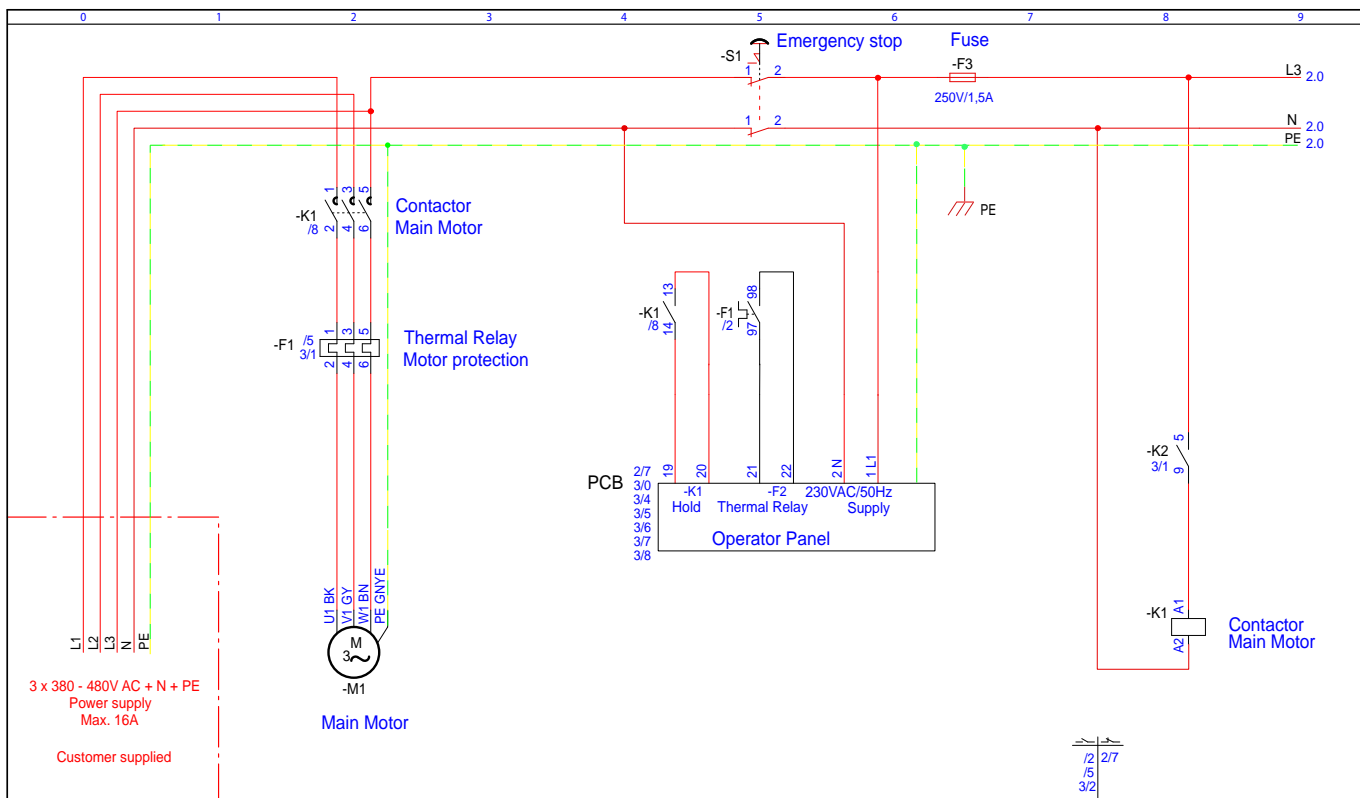 0 1 2 3 4 5 6 7 8 9
Emergency stop
Fuse
-S1
-F3
1 2
L3 2.0
250V/1,5A
1 2
N 2.0
PE 2.0
1 3 5
-K1
/8
2 4 6
Contactor
Main Motor
PE
13
-K1
/8
14
98
-F1
/2
97
1 3 5
-F1
/5
3/1
2 4 6
Thermal Relay
Motor protection
5
-K2
3/1
9
PCB
2/7
3/0
3/4
3/5
3/6
3/7
3/8
19 20 21 22 2 N 1 L1
-K1
Hold
-F2
Thermal Relay
230VAC/50Hz
Supply
Operator Panel
U1 BK
V1 GY
W1 BN
PE GNYE
M
3
-M1
Main Motor
A1
-K1
A2
Contactor
Main Motor
L1
L2
L3
N
PE
3 x 380 - 480V AC + N + PE
Power supply
Max. 16A
Customer supplied
/2 2/7
/5
3/2